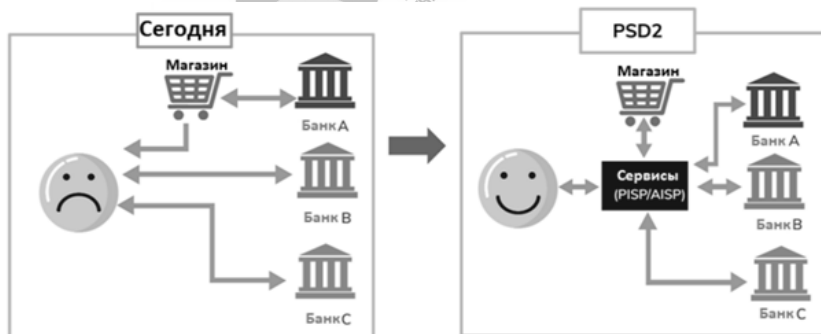 Сегодня
Магазин
Банк А
Банк В
Банк С
PSD2
Магазин
Банк А
Сервисы
(PISP/AISP)
Банк В
Банк С